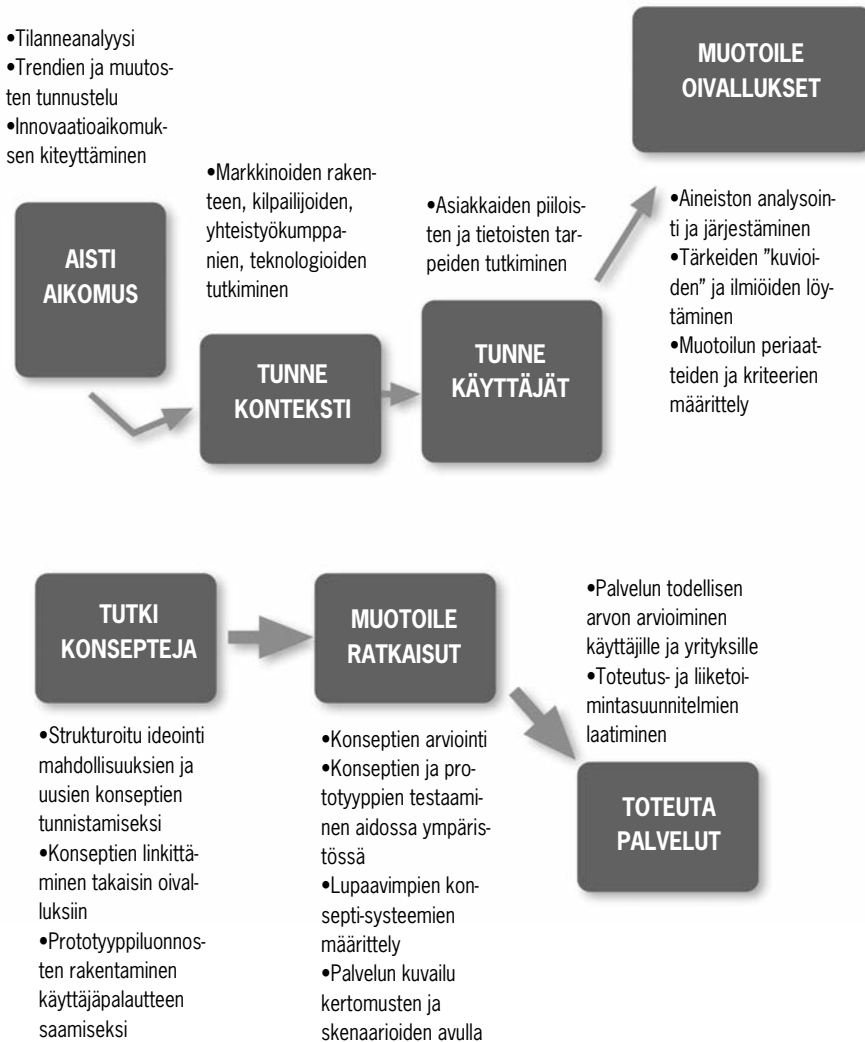 •Tilanneanalyysi
•Trendien ja muutos-
ten tunnustelu
•Innovaatioaikomuk-
sen kiteyttäminen
AISTI
AIKOMUS
•Markkinoiden raken-
teen, kilpailijoiden,
yhteistyökumppa-
nien, teknologioiden
tutkiminen
TUNNE
KONTEKSTI
•Asiakkaiden piilois-
ten ja tietoisten tar-
peiden tutkiminen
TUNNE
KÄYTTÄJÄT
MUOTOILE
OIVALLUKSET
•Aineiston analysoin-
ti ja järjestäminen
•Tärkeiden ”kuvioi-
den” ja ilmiöiden löy-
täminen
•Muotoilun periaat-
teiden ja kriteerien
määrittely
TUTKI
KONSEPTEJA
•Strukturoitu ideointi
mahdollisuuksien ja
uusien konseptien
tunnistamiseksi
•Konseptien linkittä-
minen takaisin oival-
luksiin
•Prototyyppiluonnos-
ten rakentaminen
käyttäjäpalautteen
saamiseksi
MUOTOILE
RATKAISUT
•Konseptien arviointi
•Konseptien ja pro-
totyyppien testaami-
nen aidossa ympäris-
tössä
•Lupaavimpien kon-
septi-systeemien
määrittely
•Palvelun kuvailu
kertomusten ja
skenaarioiden avulla
•Palvelun todellisen
arvon arvioiminen
käyttäjille ja yrityksille
•Toteutus- ja liiketoi-
mintasuunnitelmien
laatiminen
TOTEUTA
PALVELUT